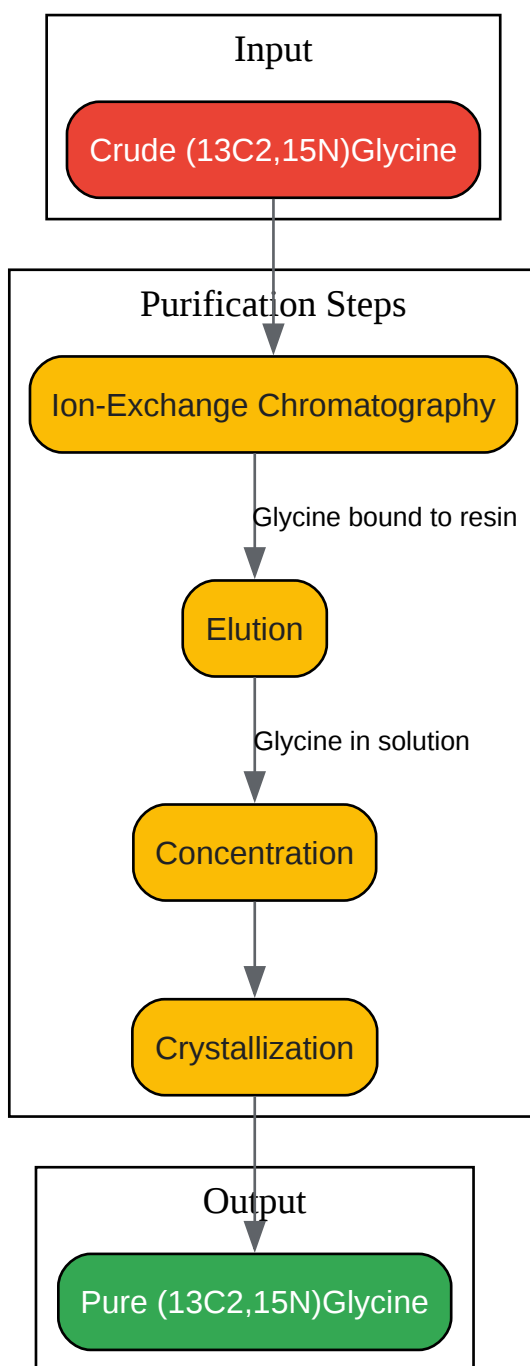 Input
Crude (13C2,15N)Glycine
Purification Steps
Ion-Exchange Chromatography
Glycine bound to resin
Elution
Glycine in solution
Concentration
Crystallization
Output
Pure (13C2,15N)Glycine